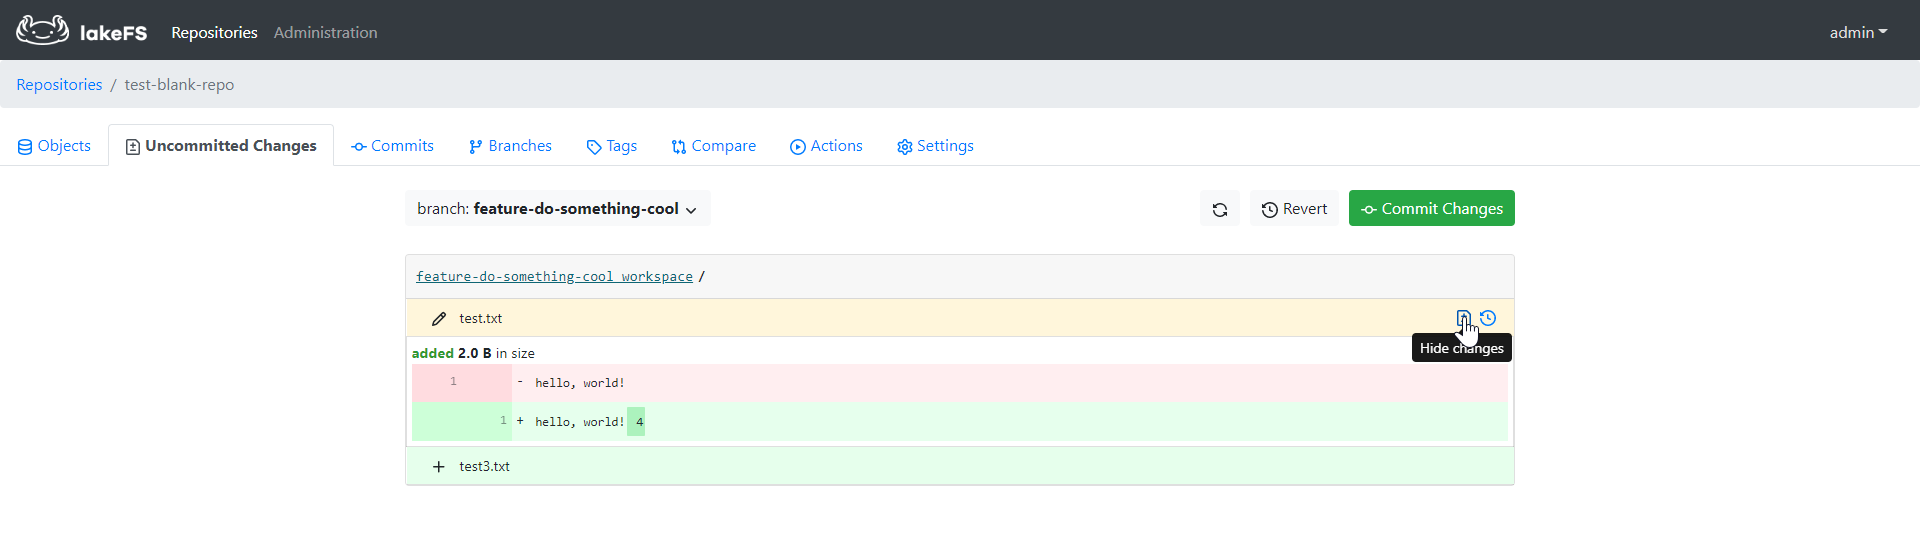 lakeFS Repositories Administration admin
Repositories / test-blank-repo
Objects Uncommitted Changes Commits Branches Tags Compare Actions Settings
branch: feature-do-something-cool Revert Commit Changes
feature-do-something-cool workspace /
test.txt
Hide changes
added 2.0 B in size
1 - hello, world!
1 + hello, world! 4
+ test3.txt